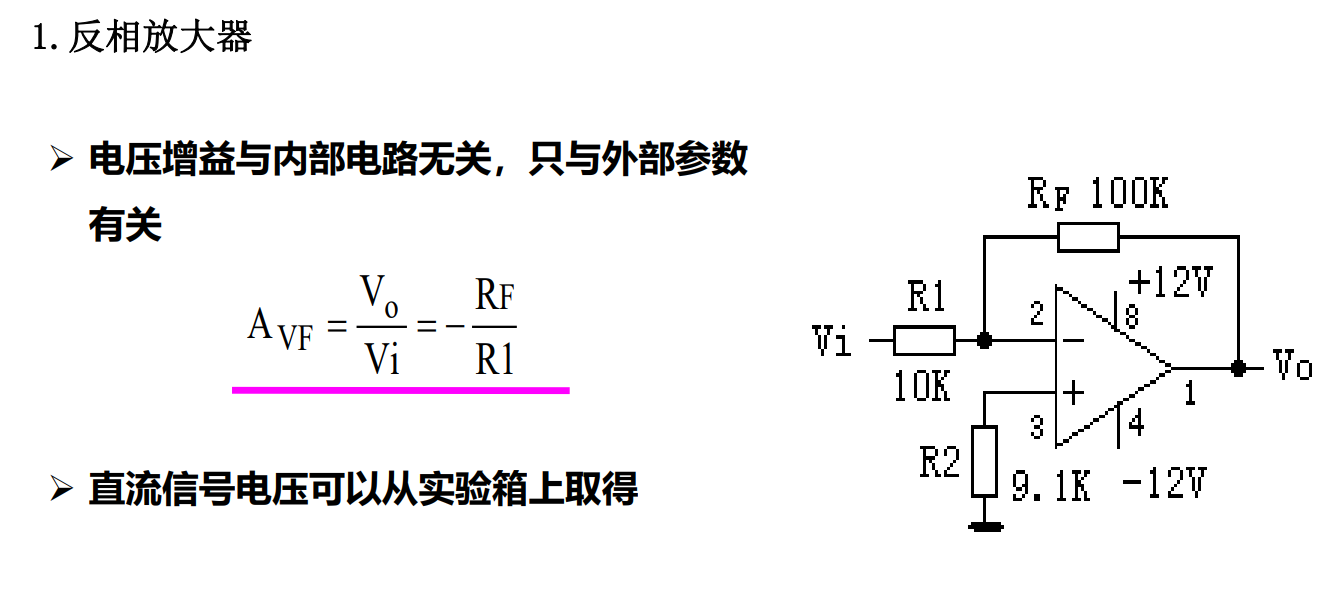 1. 反相放大器
➢ 电压增益与内部电路无关，只与外部参数
有关
A_VF = V_o / Vi = - RF / R1
➢ 直流信号电压可以从实验箱上取得
RF 100K
+12V
R1
2
8
Vi
−
Vo
10K
+
1
3
4
R2
9.1K
-12V